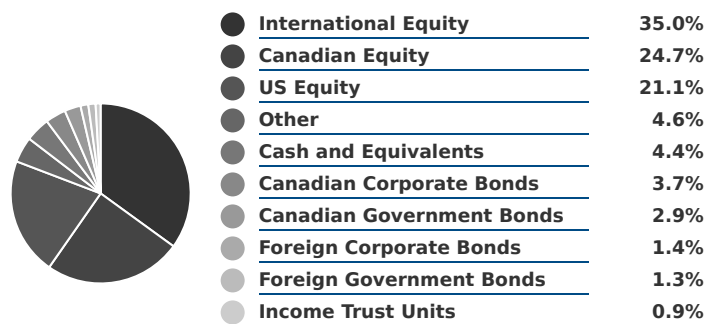 International Equity 35.0%
Canadian Equity 24.7%
US Equity 21.1%
Other 4.6%
Cash and Equivalents 4.4%
Canadian Corporate Bonds 3.7%
Canadian Government Bonds 2.9%
Foreign Corporate Bonds 1.4%
Foreign Government Bonds 1.3%
Income Trust Units 0.9%